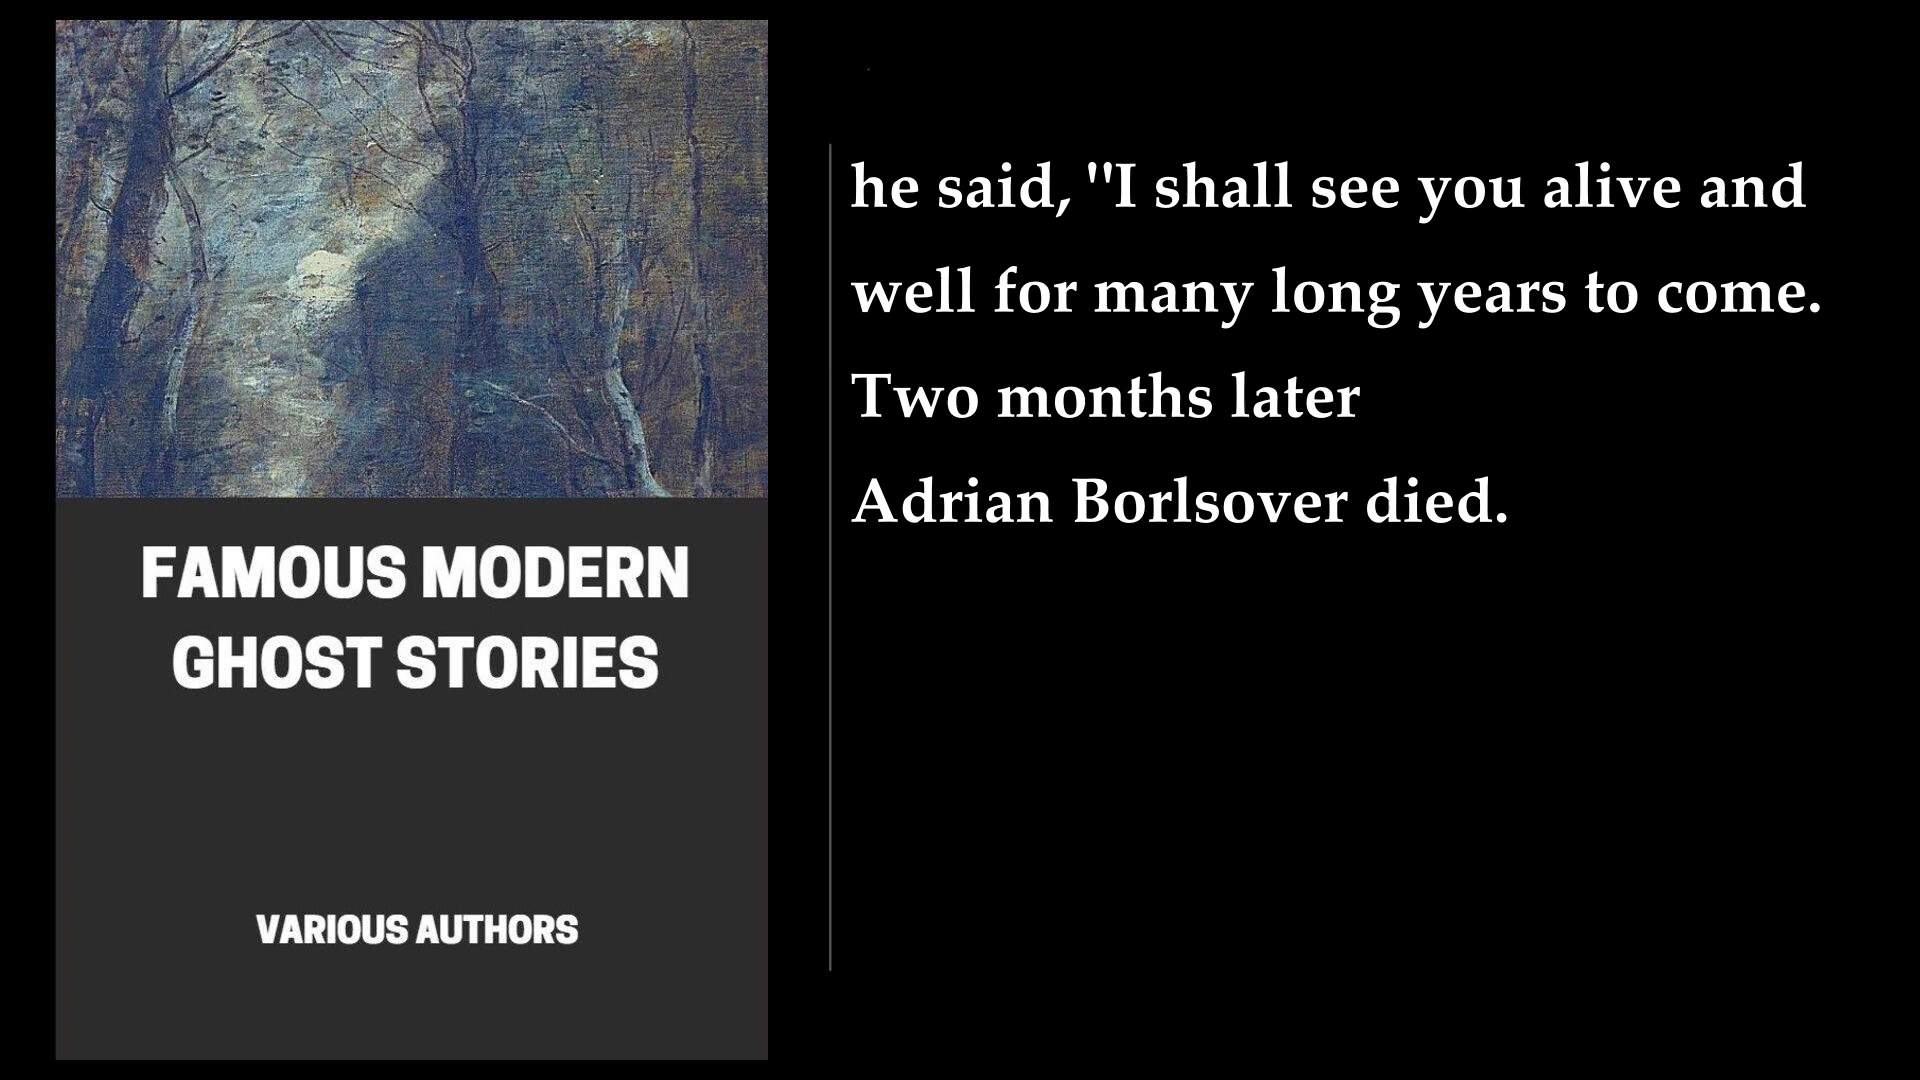 FAMOUS MODERN
GHOST STORIES
VARIOUS AUTHORS
he said, "I shall see you alive and
well for many long years to come.
Two months later
Adrian Borlsover died.